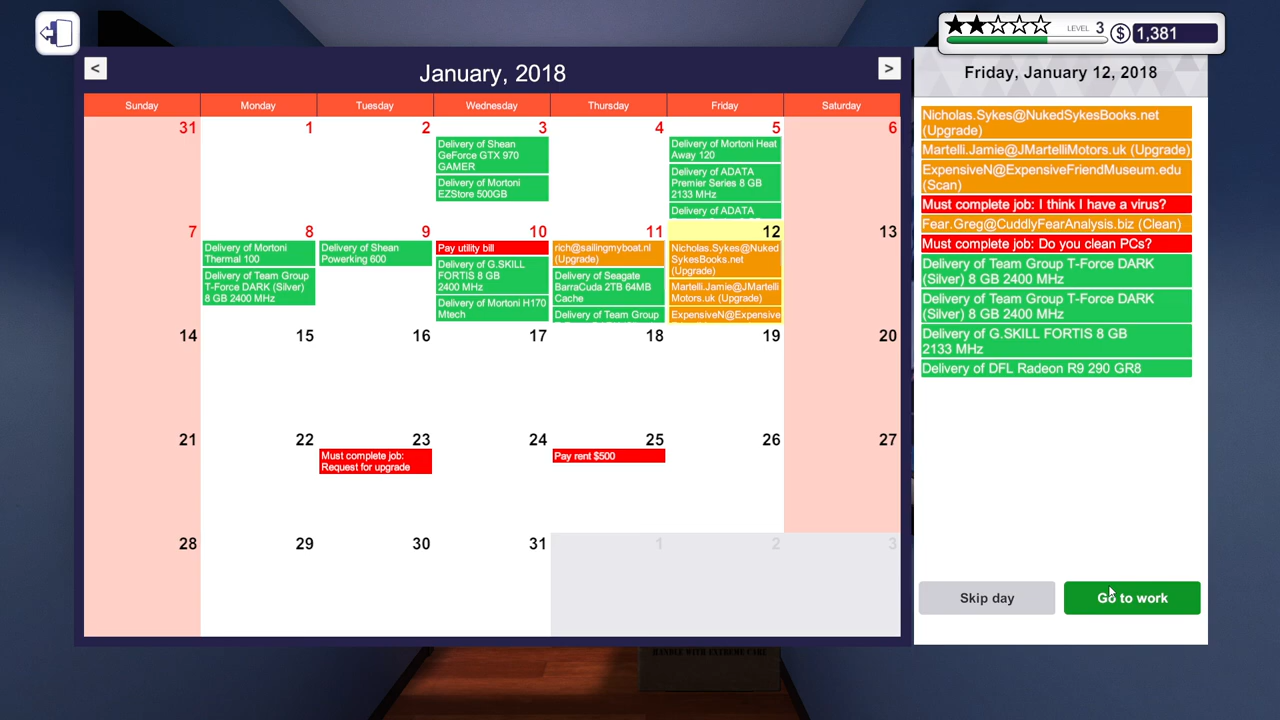 LEVEL 3
$ 1,381
< January, 2018 >
Sunday Monday Tuesday Wednesday Thursday Friday Saturday
31 1 2 3 4 5 6
Delivery of Shean
GeForce GTX 970
GAMER
Delivery of Mortoni
EZStore 500GB
Delivery of Mortoni Heat
Away 120
Delivery of ADATA
Premier Series 8 GB
2133 MHz
Delivery of ADATA
7 8 9 10 11 12 13
Delivery of Mortoni
Thermal 100
Delivery of Team Group
T-Force DARK (Silver)
8 GB 2400 MHz
Delivery of Shean
Powerking 600
Pay utility bill
Delivery of G.SKILL
FORTIS 8 GB
2400 MHz
Delivery of Mortoni H170
Mtech
rich@sailingmyboat.nl
(Upgrade)
Delivery of Seagate
BarraCuda 2TB 64MB
Cache
Delivery of Team Group
Nicholas.Sykes@Nuked
SykesBooks.net
(Upgrade)
Martelli.Jamie@JMartelli
Motors.uk (Upgrade)
ExpensiveN@Expensive
14 15 16 17 18 19 20
21 22 23 24 25 26 27
Must complete job:
Request for upgrade
Pay rent $500
28 29 30 31 1 2 3
Friday, January 12, 2018
Nicholas.Sykes@NukedSykesBooks.net
(Upgrade)
Martelli.Jamie@JMartelliMotors.uk (Upgrade)
ExpensiveN@ExpensiveFriendMuseum.edu
(Scan)
Must complete job: I think I have a virus?
Fear.Greg@CuddlyFearAnalysis.biz (Clean)
Must complete job: Do you clean PCs?
Delivery of Team Group T-Force DARK
(Silver) 8 GB 2400 MHz
Delivery of Team Group T-Force DARK
(Silver) 8 GB 2400 MHz
Delivery of G.SKILL FORTIS 8 GB
2133 MHz
Delivery of DFL Radeon R9 290 GR8
Skip day
Go to work
HANDLE WITH EXTREME CARE